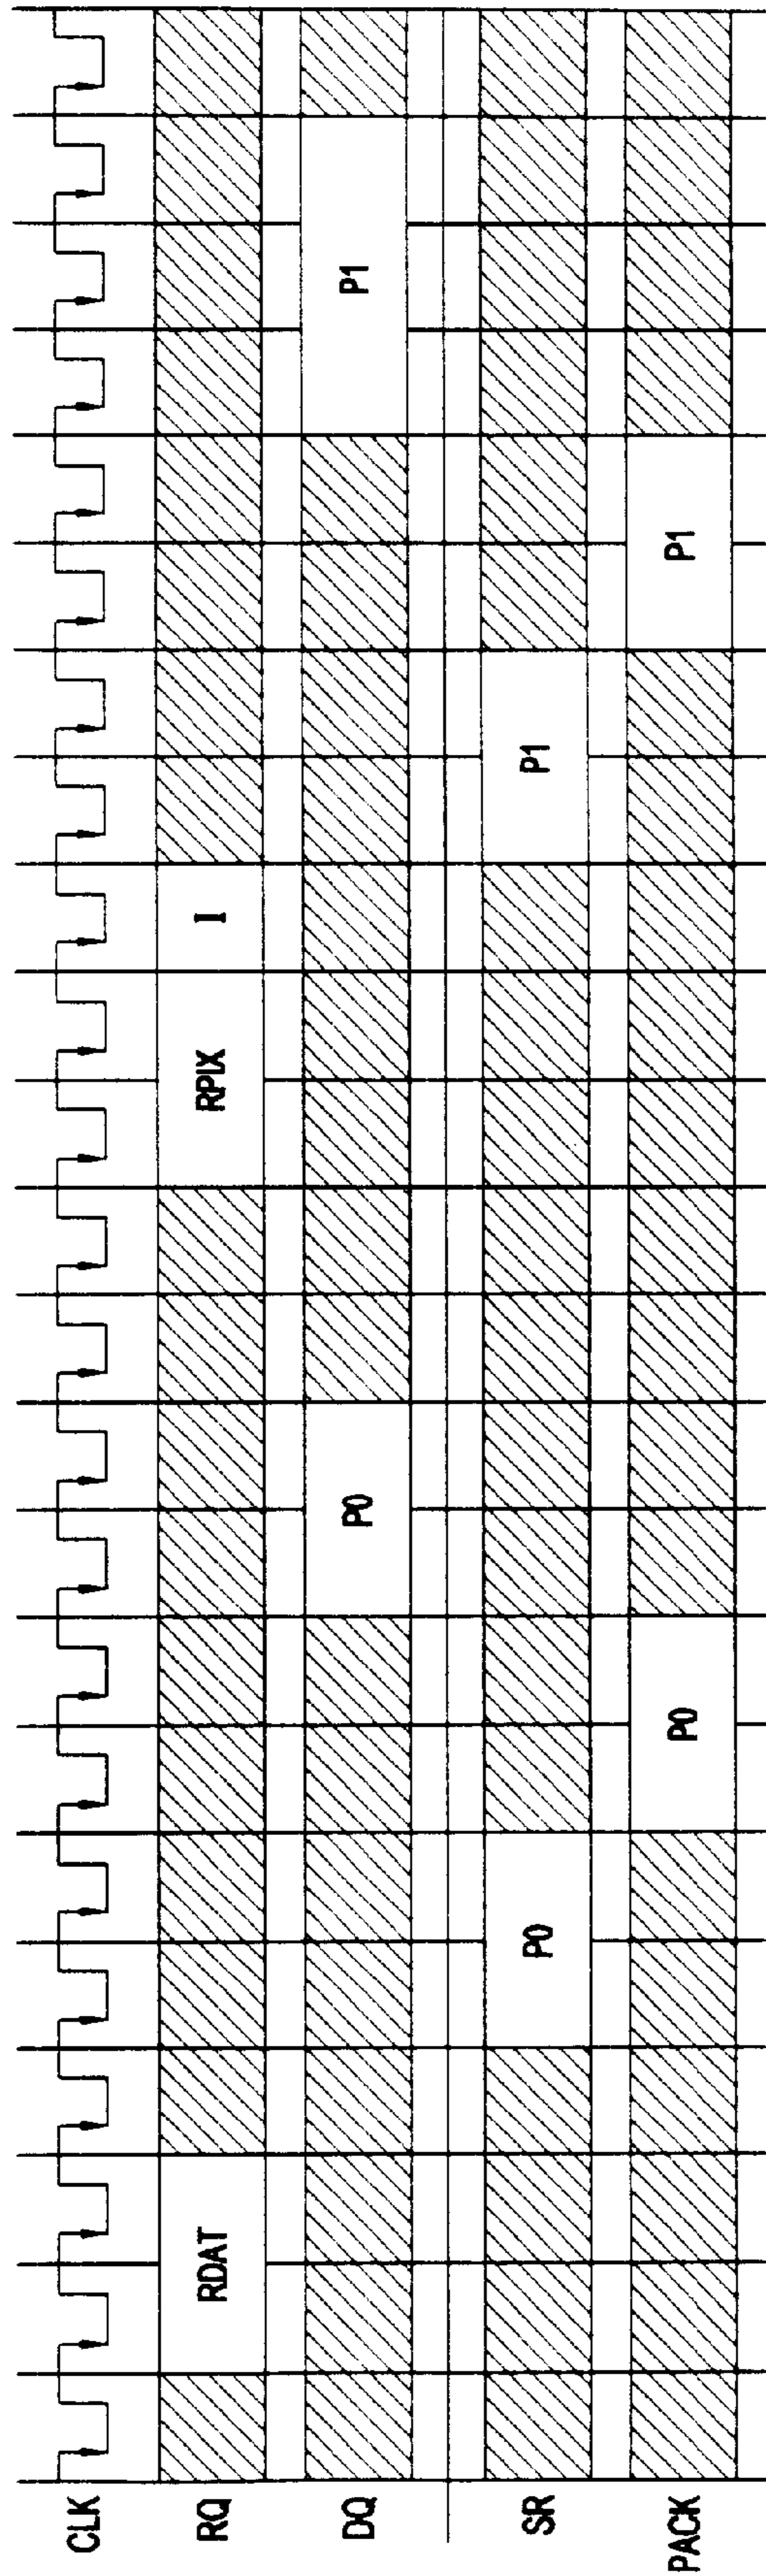 CLK
RQ RDAT RPIX I
DQ P0 P1
SR P0 P1
PACK P0 P1